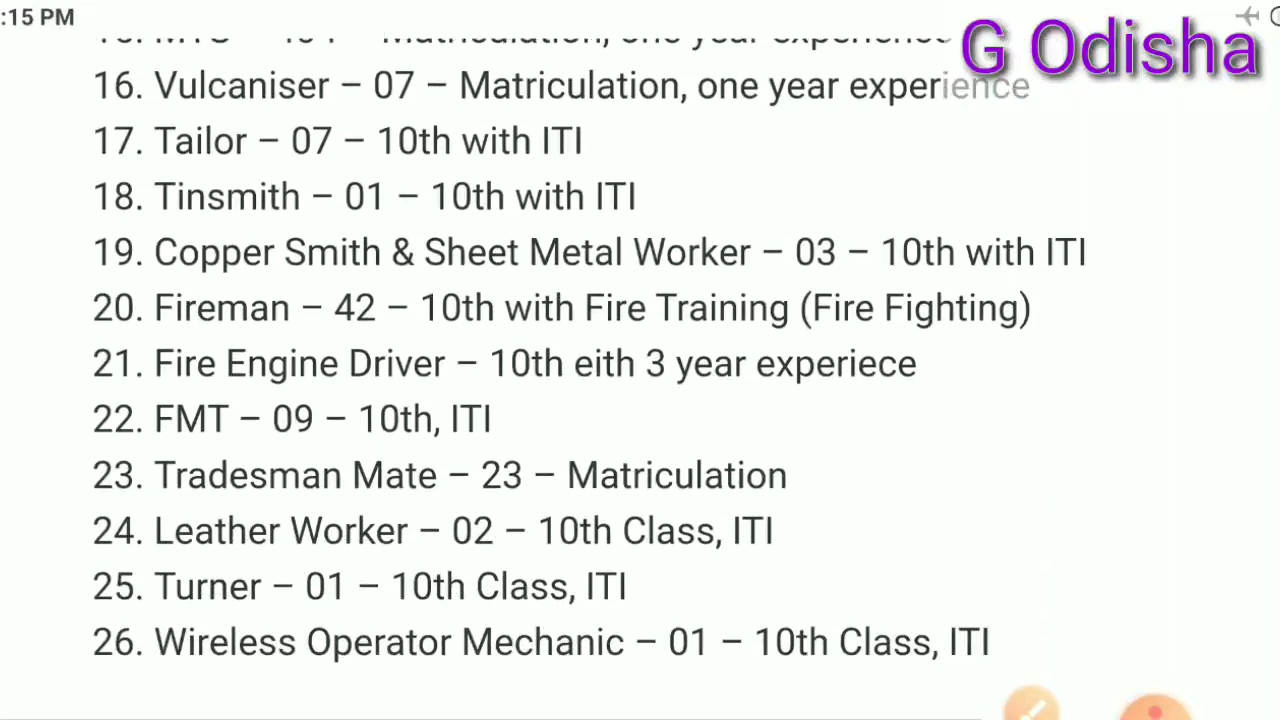 :15 PM
G Odisha
16. Vulcaniser – 07 – Matriculation, one year experience
17. Tailor – 07 – 10th with ITI
18. Tinsmith – 01 – 10th with ITI
19. Copper Smith & Sheet Metal Worker – 03 – 10th with ITI
20. Fireman – 42 – 10th with Fire Training (Fire Fighting)
21. Fire Engine Driver – 10th eith 3 year experiece
22. FMT – 09 – 10th, ITI
23. Tradesman Mate – 23 – Matriculation
24. Leather Worker – 02 – 10th Class, ITI
25. Turner – 01 – 10th Class, ITI
26. Wireless Operator Mechanic – 01 – 10th Class, ITI